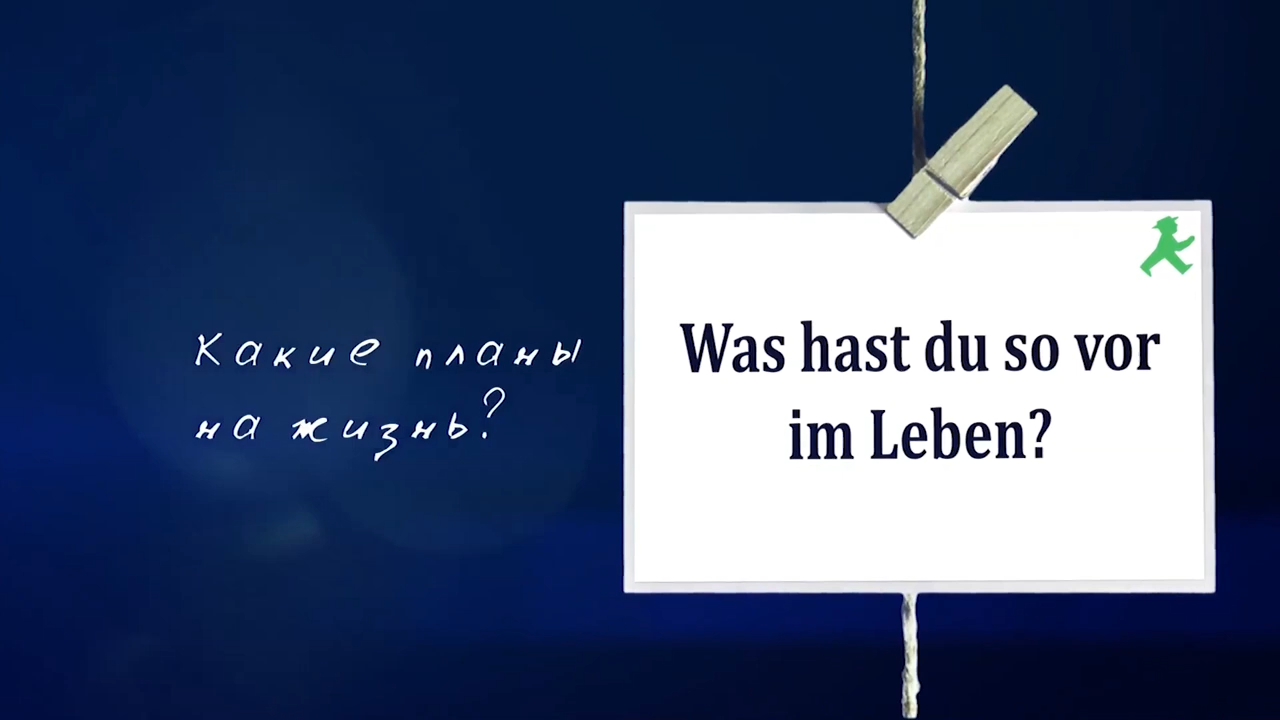 Какие планы
на жизнь?
Was hast du so vor
im Leben?